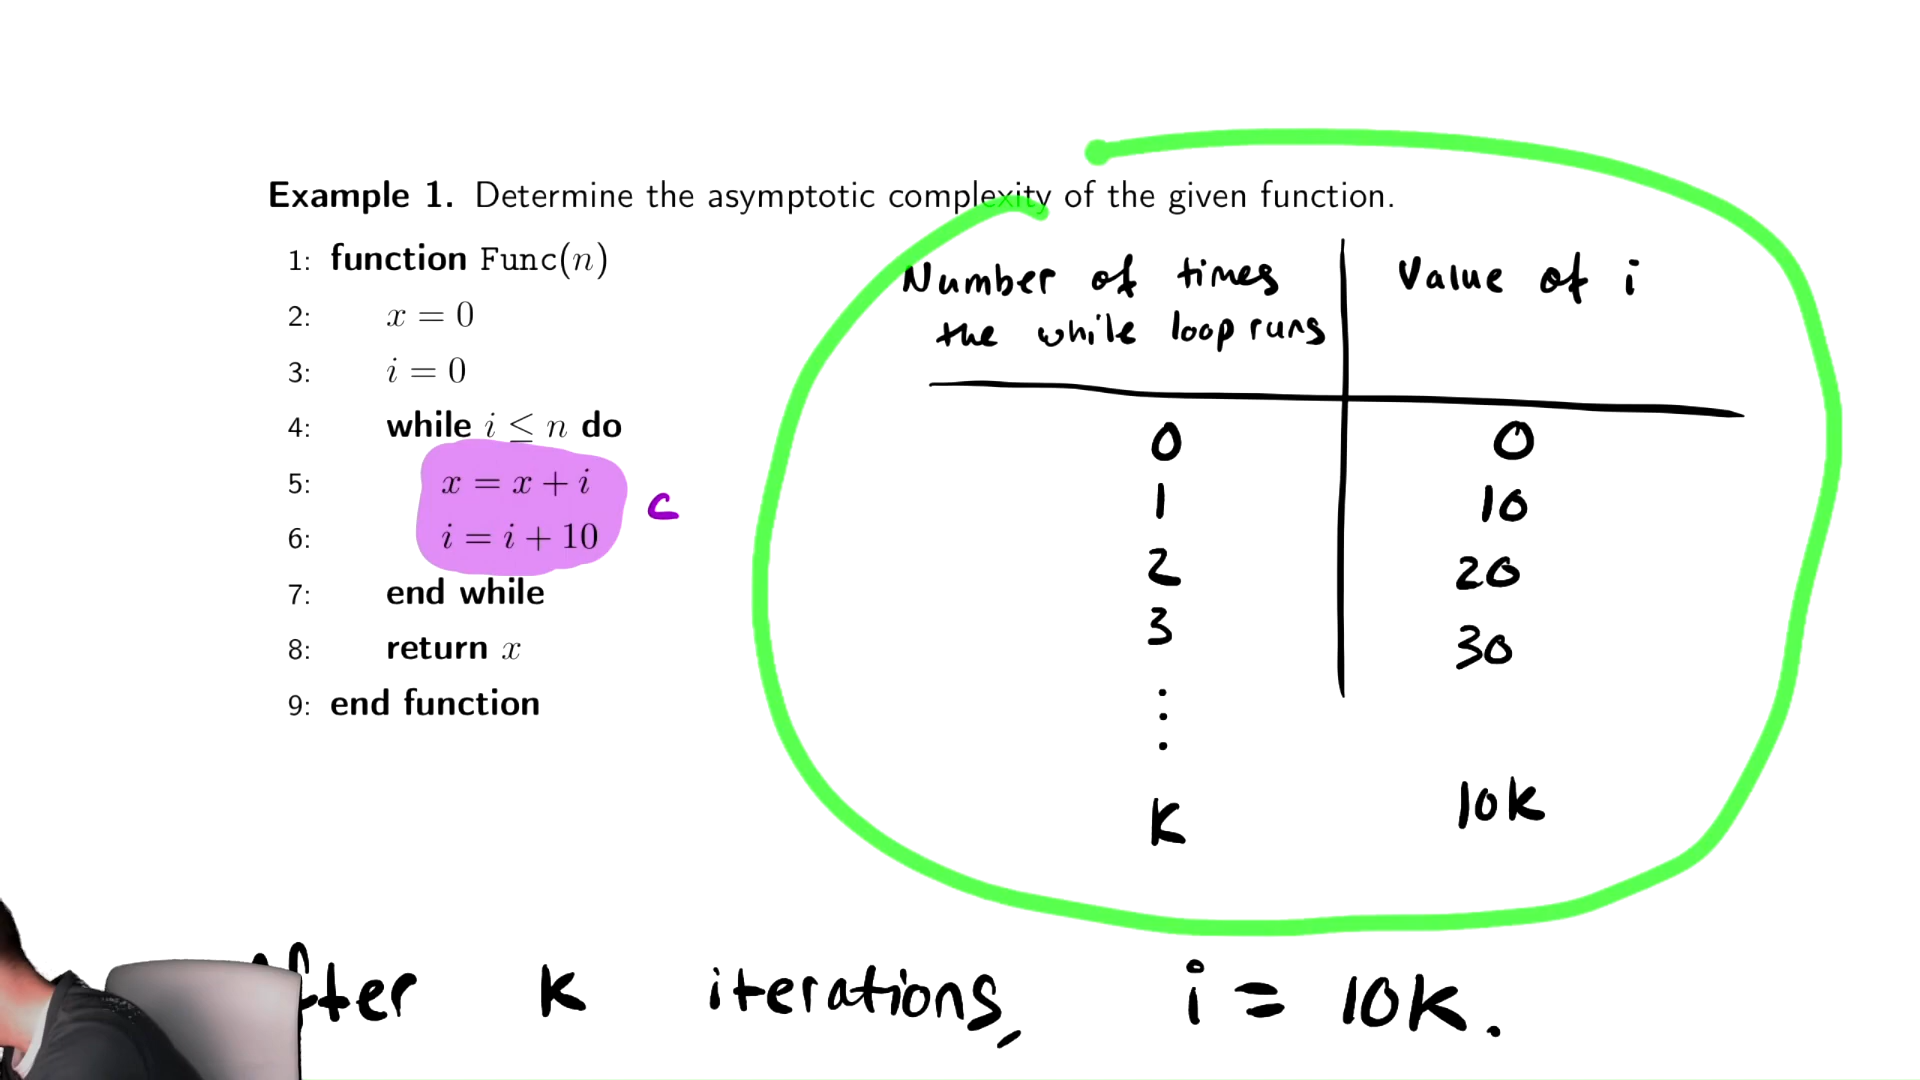 Example 1. Determine the asymptotic complexity of the given function.
1: function Func(n)
2: x = 0
3: i = 0
4: while i ≤ n do
5: x = x + i
6: i = i + 10
7: end while
8: return x
9: end function
c
Number of times
the while loop runs
Value of i
0 0
1 10
2 20
3 30
⋮
K 10K
After K iterations, i = 10K.